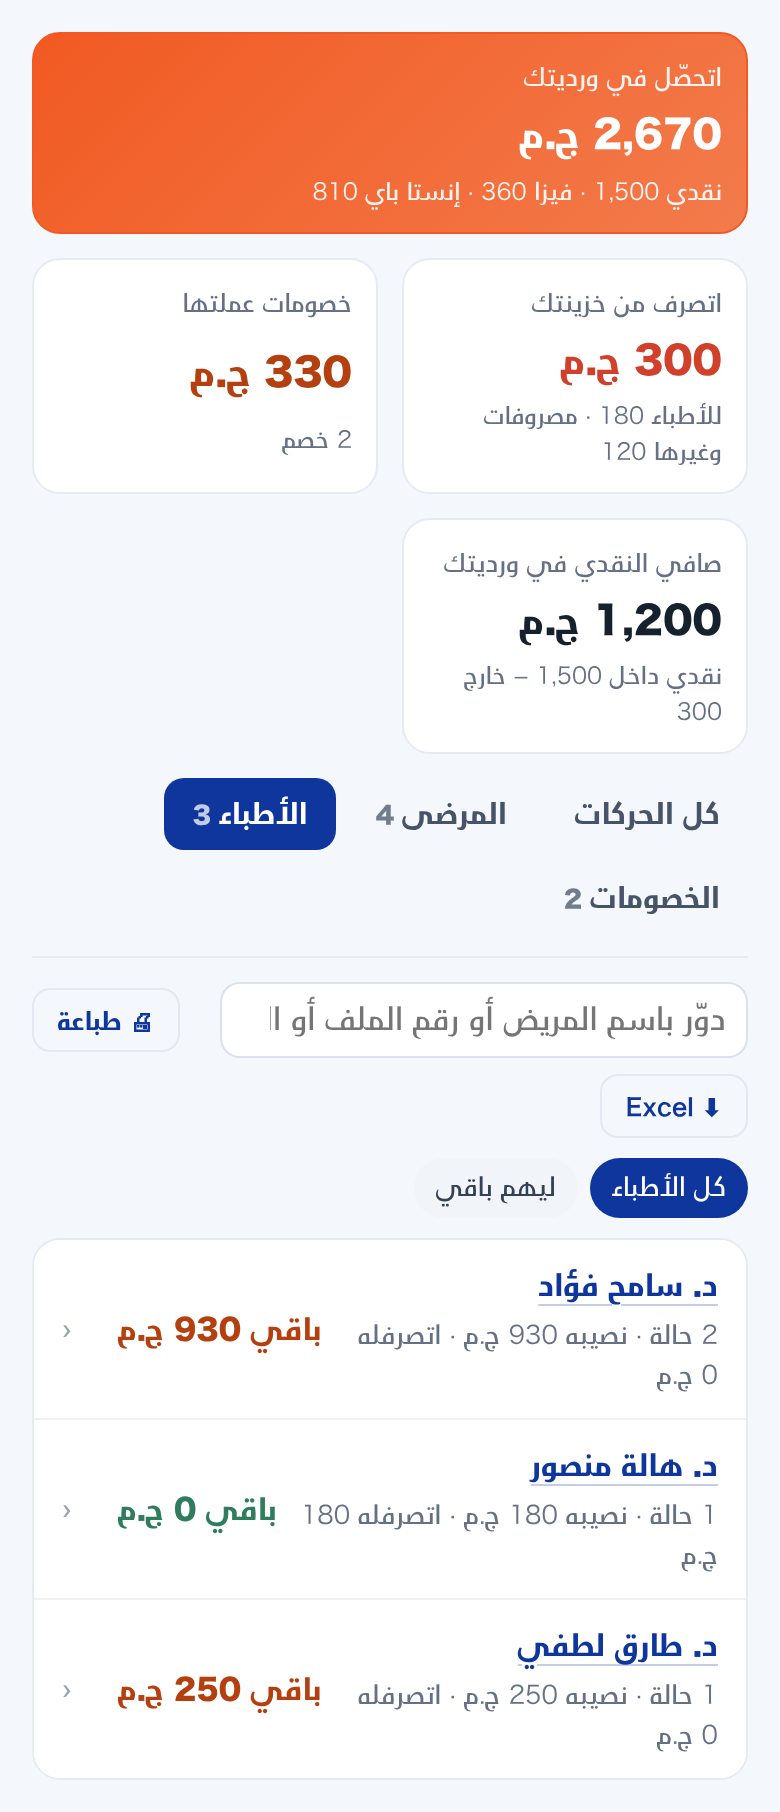 اتحصّل في ورديتك
2,670 ج.م
نقدي 1,500 · فيزا 360 · إنستا باي 810
اتصرف من خزينتك
300 ج.م
للأطباء 180 · مصروفات
وغيرها 120
خصومات عملتها
330 ج.م
2 خصم
صافي النقدي في ورديتك
1,200 ج.م
نقدي داخل 1,500 – خارج
300
كل الحركات
المرضى 4
الأطباء 3
الخصومات 2
دوّر باسم المريض أو رقم الملف أو ال
🖨 طباعة
⬇ Excel
كل الأطباء
ليهم باقي
د. سامح فؤاد
2 حالة · نصيبه 930 ج.م · اتصرفله
0 ج.م
باقي 930 ج.م
د. هالة منصور
1 حالة · نصيبه 180 ج.م · اتصرفله 180
ج.م
باقي 0 ج.م
د. طارق لطفي
1 حالة · نصيبه 250 ج.م · اتصرفله
0 ج.م
باقي 250 ج.م